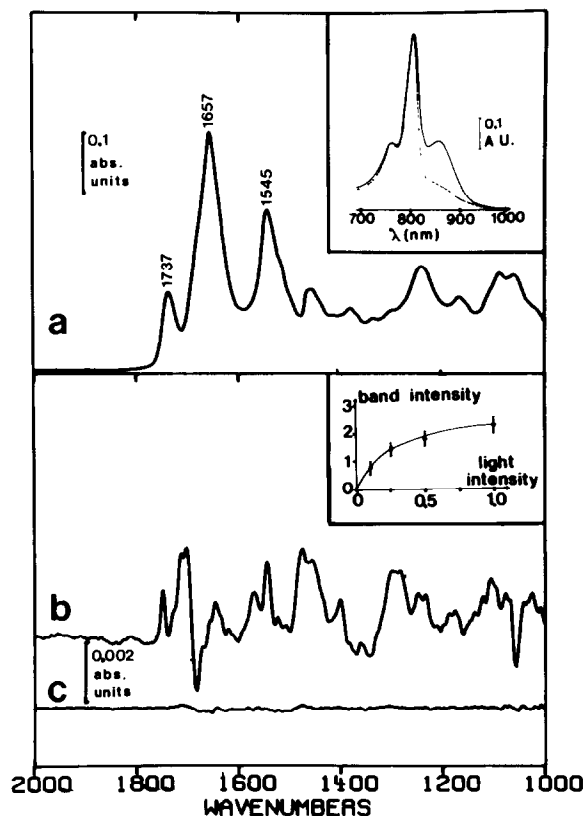 0.1
abs.
units
1737
1657
1545
a
0.1
A U.
700 800 900 1000
λ(nm)
band intensity
3
2
1
0
0 0.5 1.0
light
intensity
b
0,002
abs.
units
c
2000 1800 1600 1400 1200 1000
WAVENUMBERS